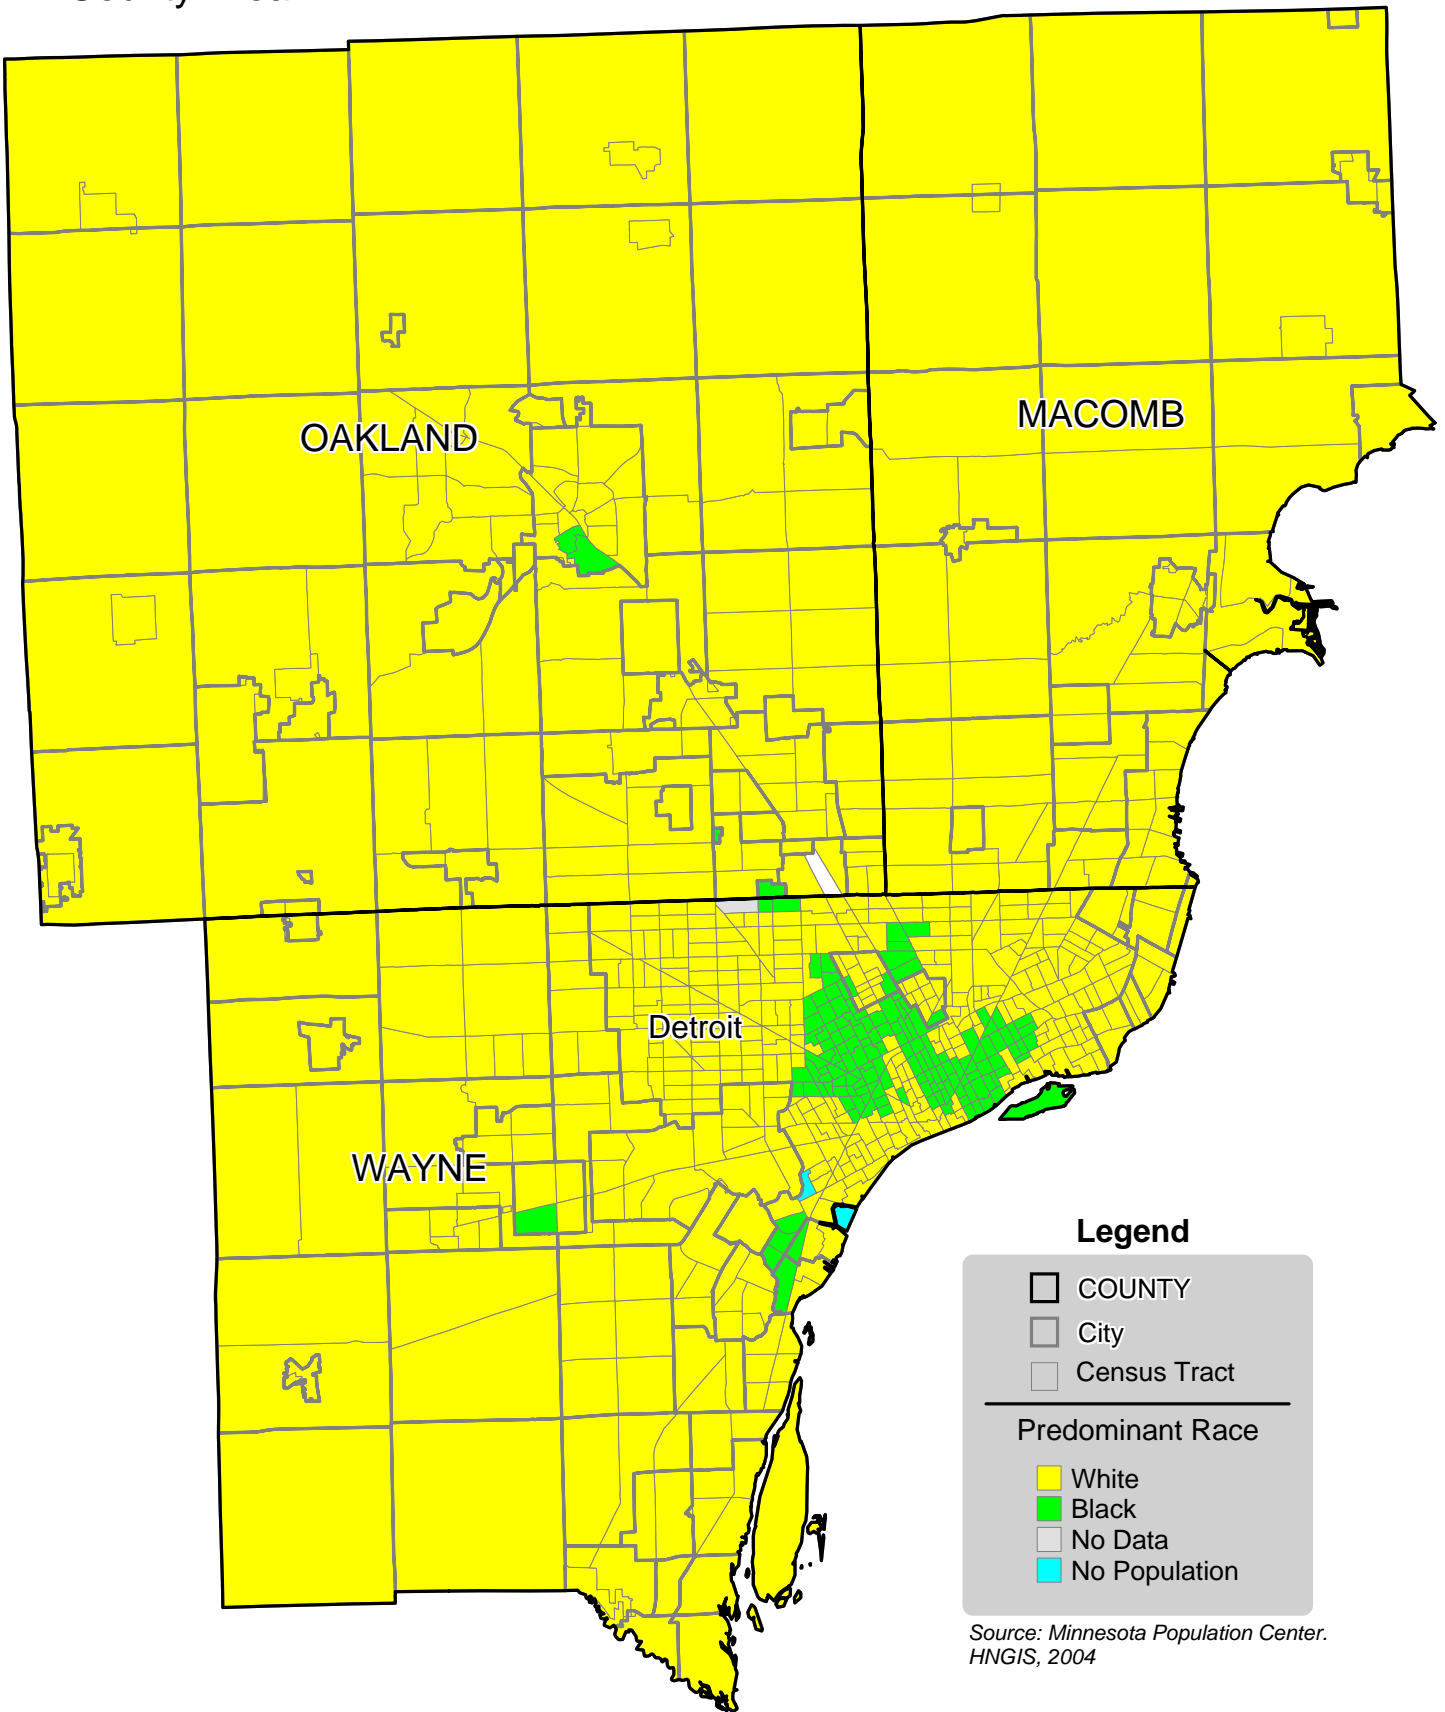 OAKLAND
MACOMB
Detroit
WAYNE
Legend
COUNTY
City
Census Tract
Predominant Race
White
Black
No Data
No Population
Source: Minnesota Population Center.
HNGIS, 2004